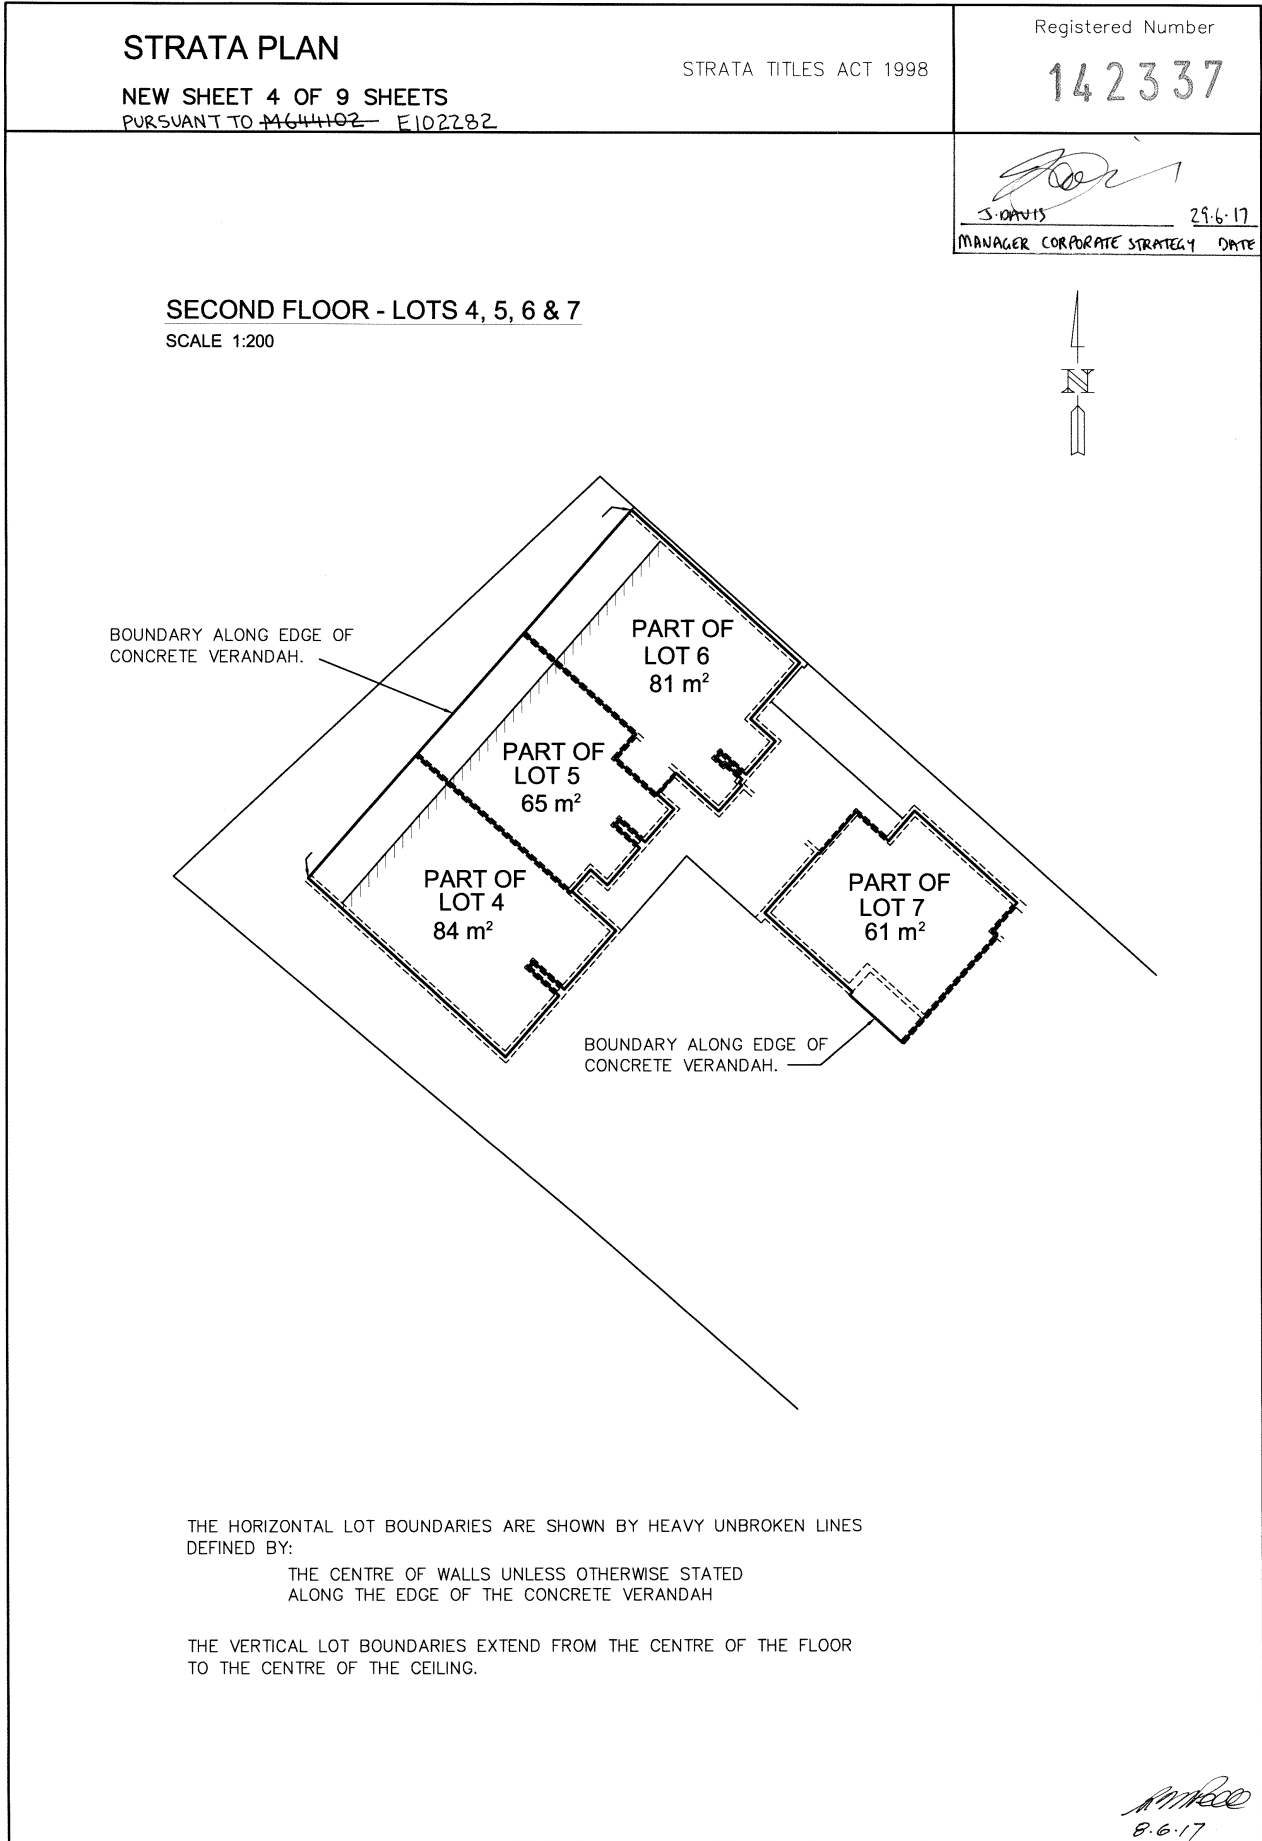 STRATA PLAN
NEW SHEET 4 OF 9 SHEETS
PURSUANT TO M644102 E102282
STRATA TITLES ACT 1998
Registered Number
142337
J. DAVIS 29.6.17
MANAGER CORPORATE STRATEGY DATE
SECOND FLOOR - LOTS 4, 5, 6 & 7
SCALE 1:200
N
BOUNDARY ALONG EDGE OF
CONCRETE VERANDAH.
PART OF
LOT 6
81 m²
PART OF
LOT 5
65 m²
PART OF
LOT 4
84 m²
PART OF
LOT 7
61 m²
BOUNDARY ALONG EDGE OF
CONCRETE VERANDAH.
THE HORIZONTAL LOT BOUNDARIES ARE SHOWN BY HEAVY UNBROKEN LINES
DEFINED BY:
THE CENTRE OF WALLS UNLESS OTHERWISE STATED
ALONG THE EDGE OF THE CONCRETE VERANDAH
THE VERTICAL LOT BOUNDARIES EXTEND FROM THE CENTRE OF THE FLOOR
TO THE CENTRE OF THE CEILING.
8.6.17